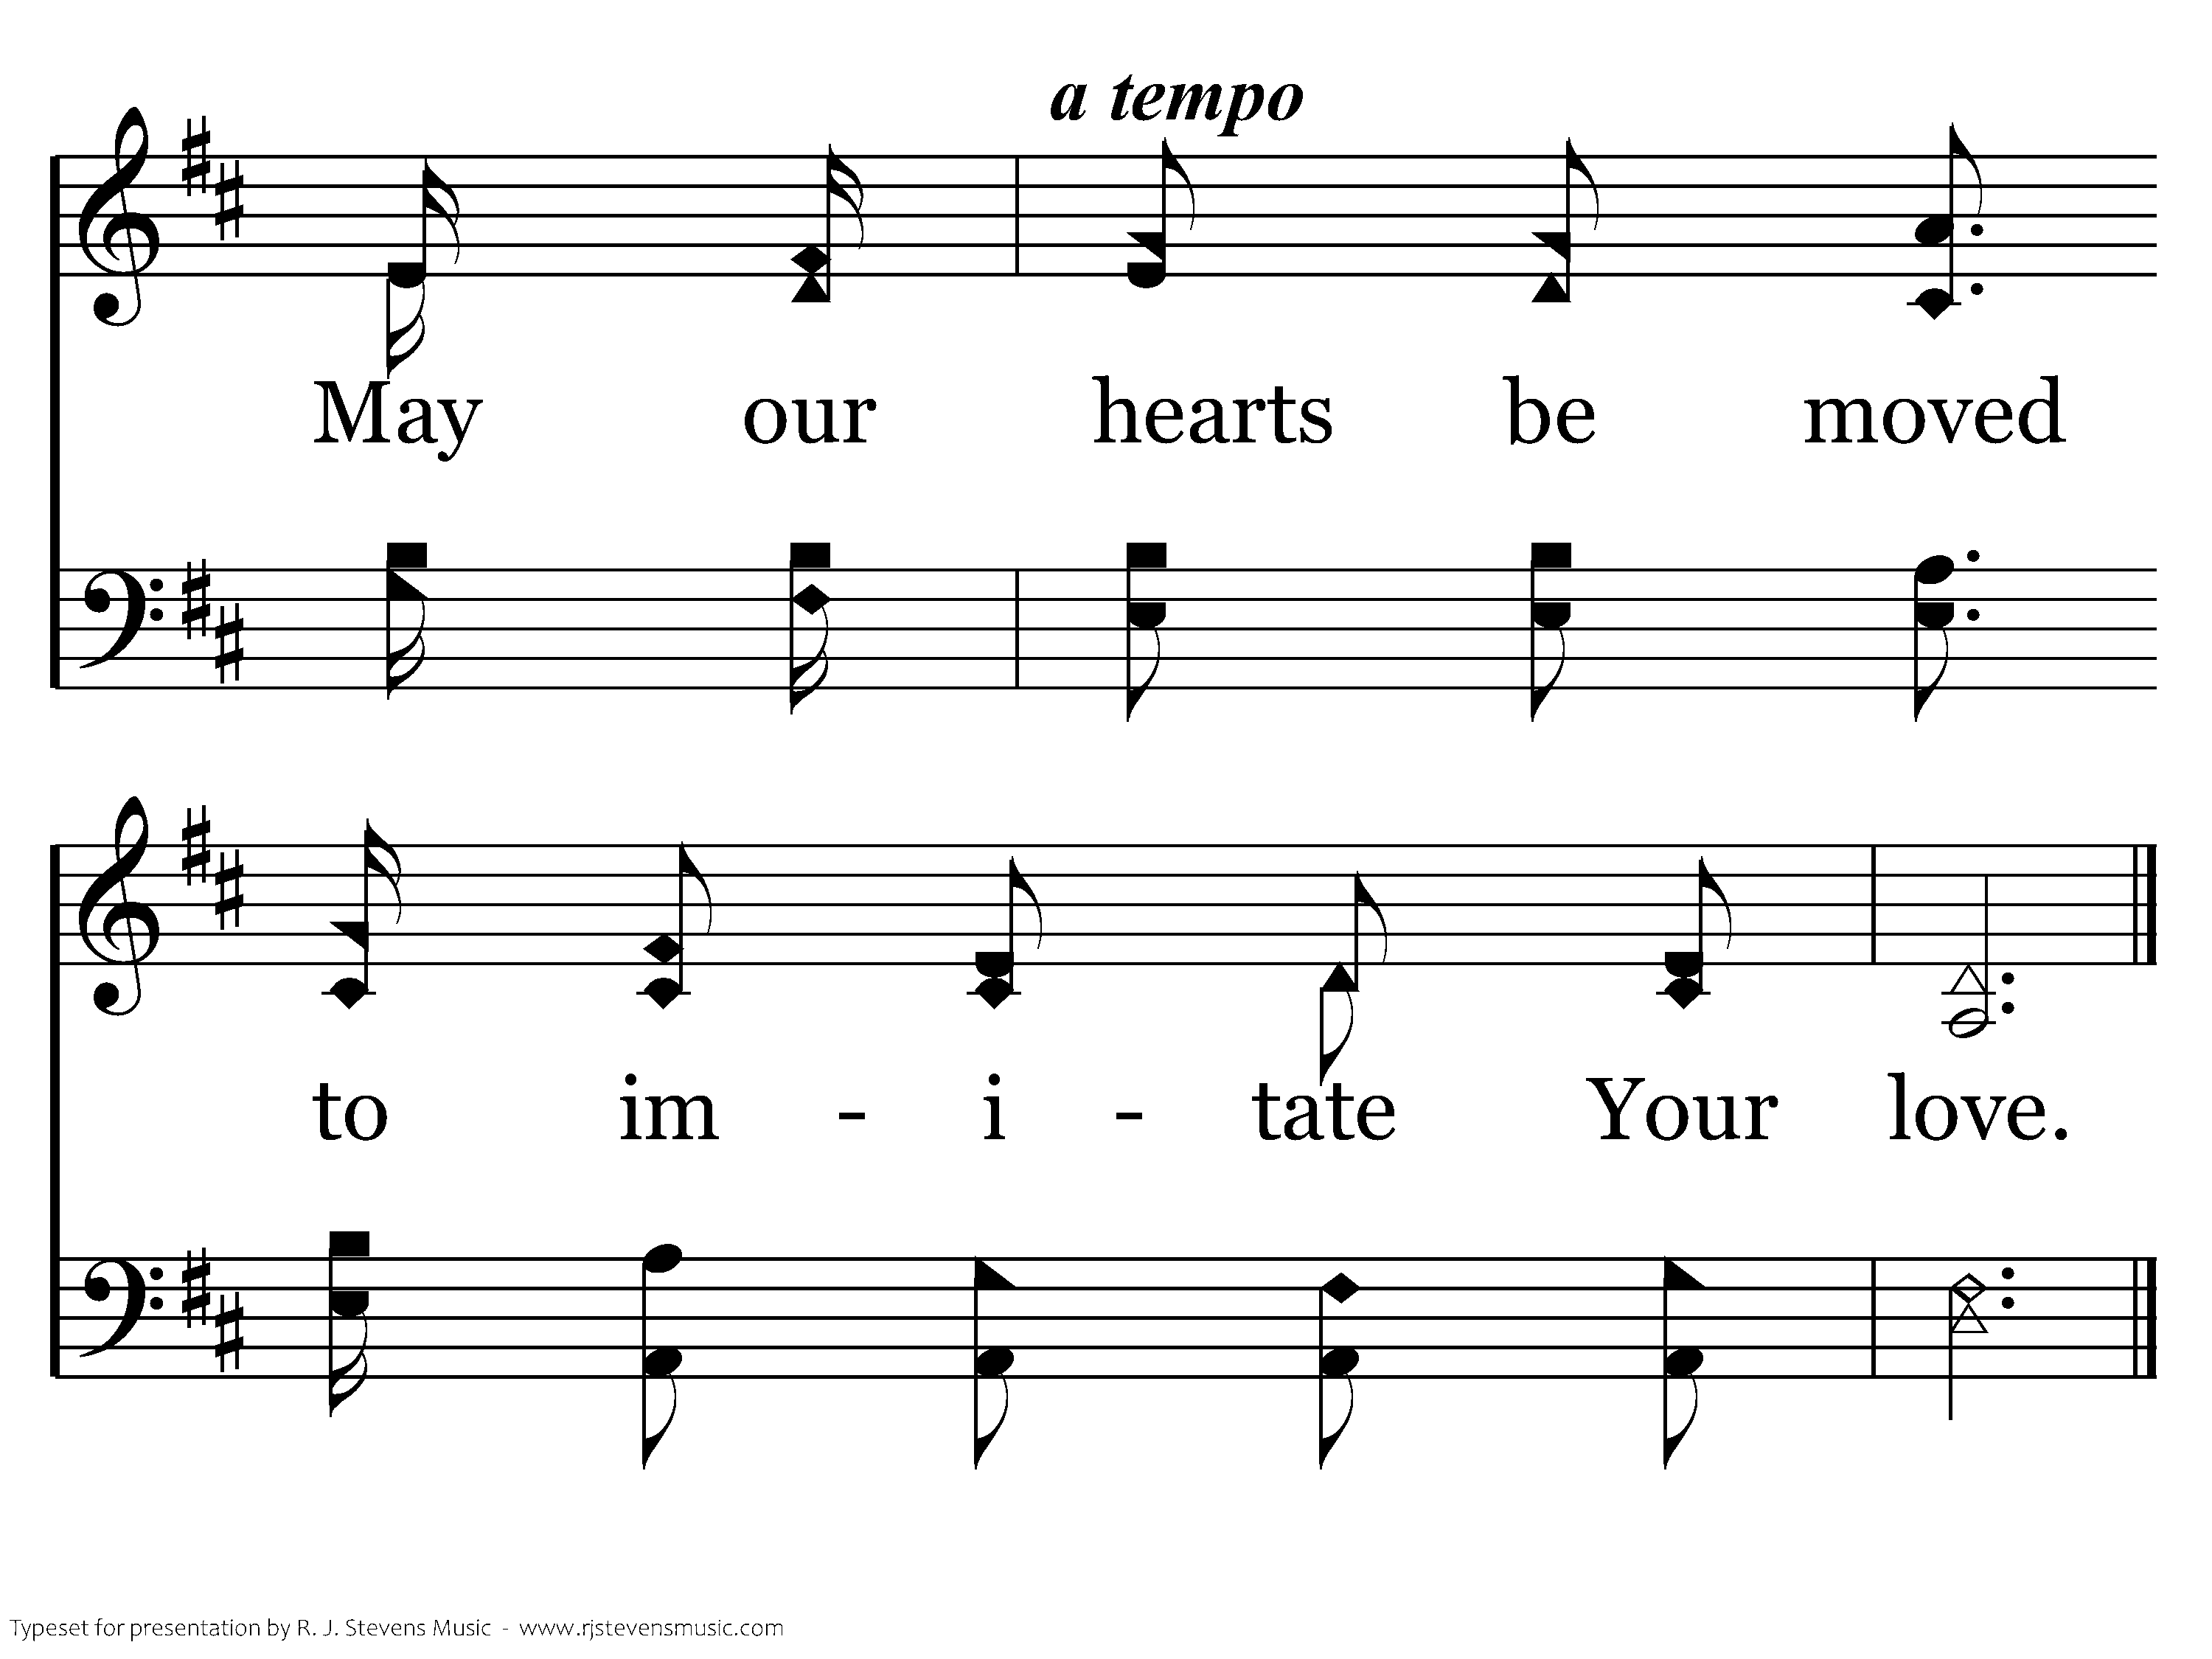 a tempo
May our hearts be moved
to im - i - tate Your love.
Typeset for presentation by R. J. Stevens Music - www.rjstevensmusic.com